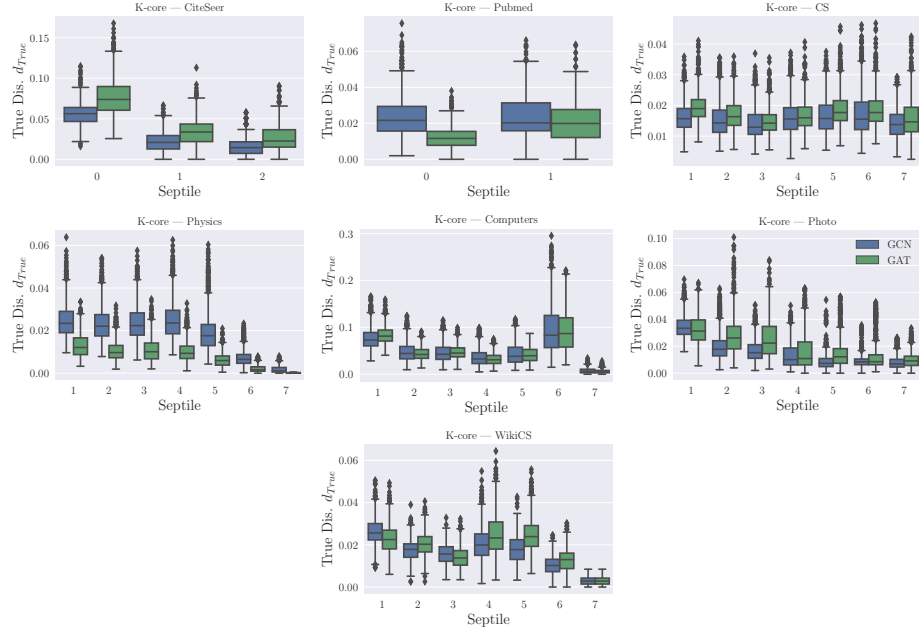 K-core — CiteSeer
True Dis. d_True
0.15
0.10
0.05
0.00
0 1 2
Septile
K-core — Pubmed
True Dis. d_True
0.06
0.04
0.02
0.00
0 1
Septile
K-core — CS
True Dis. d_True
0.04
0.03
0.02
0.01
1 2 3 4 5 6 7
Septile
K-core — Physics
True Dis. d_True
0.06
0.04
0.02
0.00
1 2 3 4 5 6 7
Septile
K-core — Computers
True Dis. d_True
0.3
0.2
0.1
0.0
1 2 3 4 5 6 7
Septile
K-core — Photo
True Dis. d_True
0.10
0.08
0.06
0.04
0.02
0.00
GCN
GAT
1 2 3 4 5 6 7
Septile
K-core — WikiCS
True Dis. d_True
0.06
0.04
0.02
0.00
1 2 3 4 5 6 7
Septile